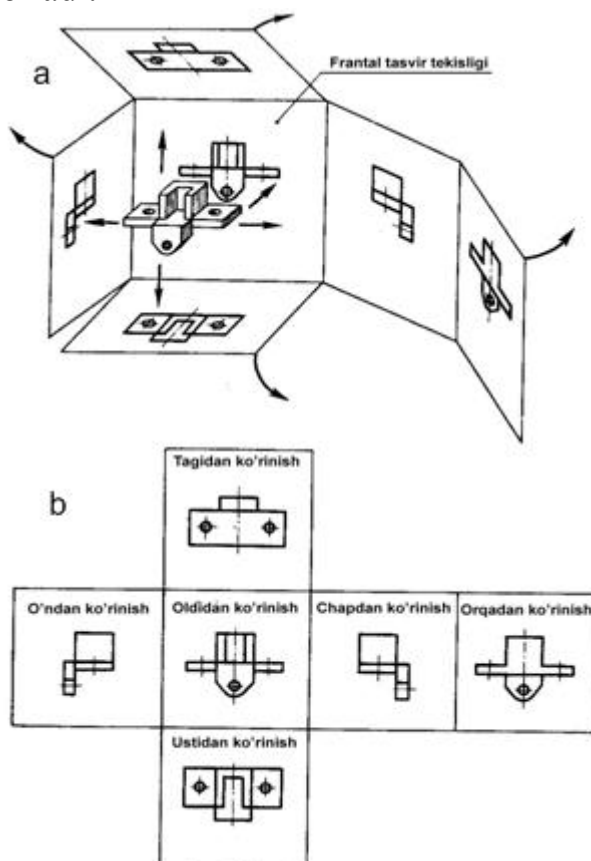 a
Frantal tasvir tekisligi
b
Tagidan ko'rinish
O'ndan ko'rinish
Oldidan ko'rinish
Chapdan ko'rinish
Orqadan ko'rinish
Ustidan ko'rinish